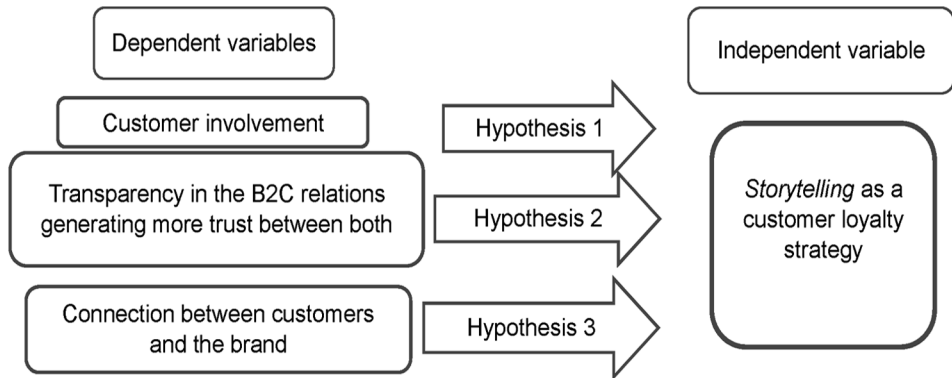 Dependent variables
Independent variable
Customer involvement
Hypothesis 1
Transparency in the B2C relations
generating more trust between both
Hypothesis 2
Storytelling as a
customer loyalty
strategy
Connection between customers
and the brand
Hypothesis 3